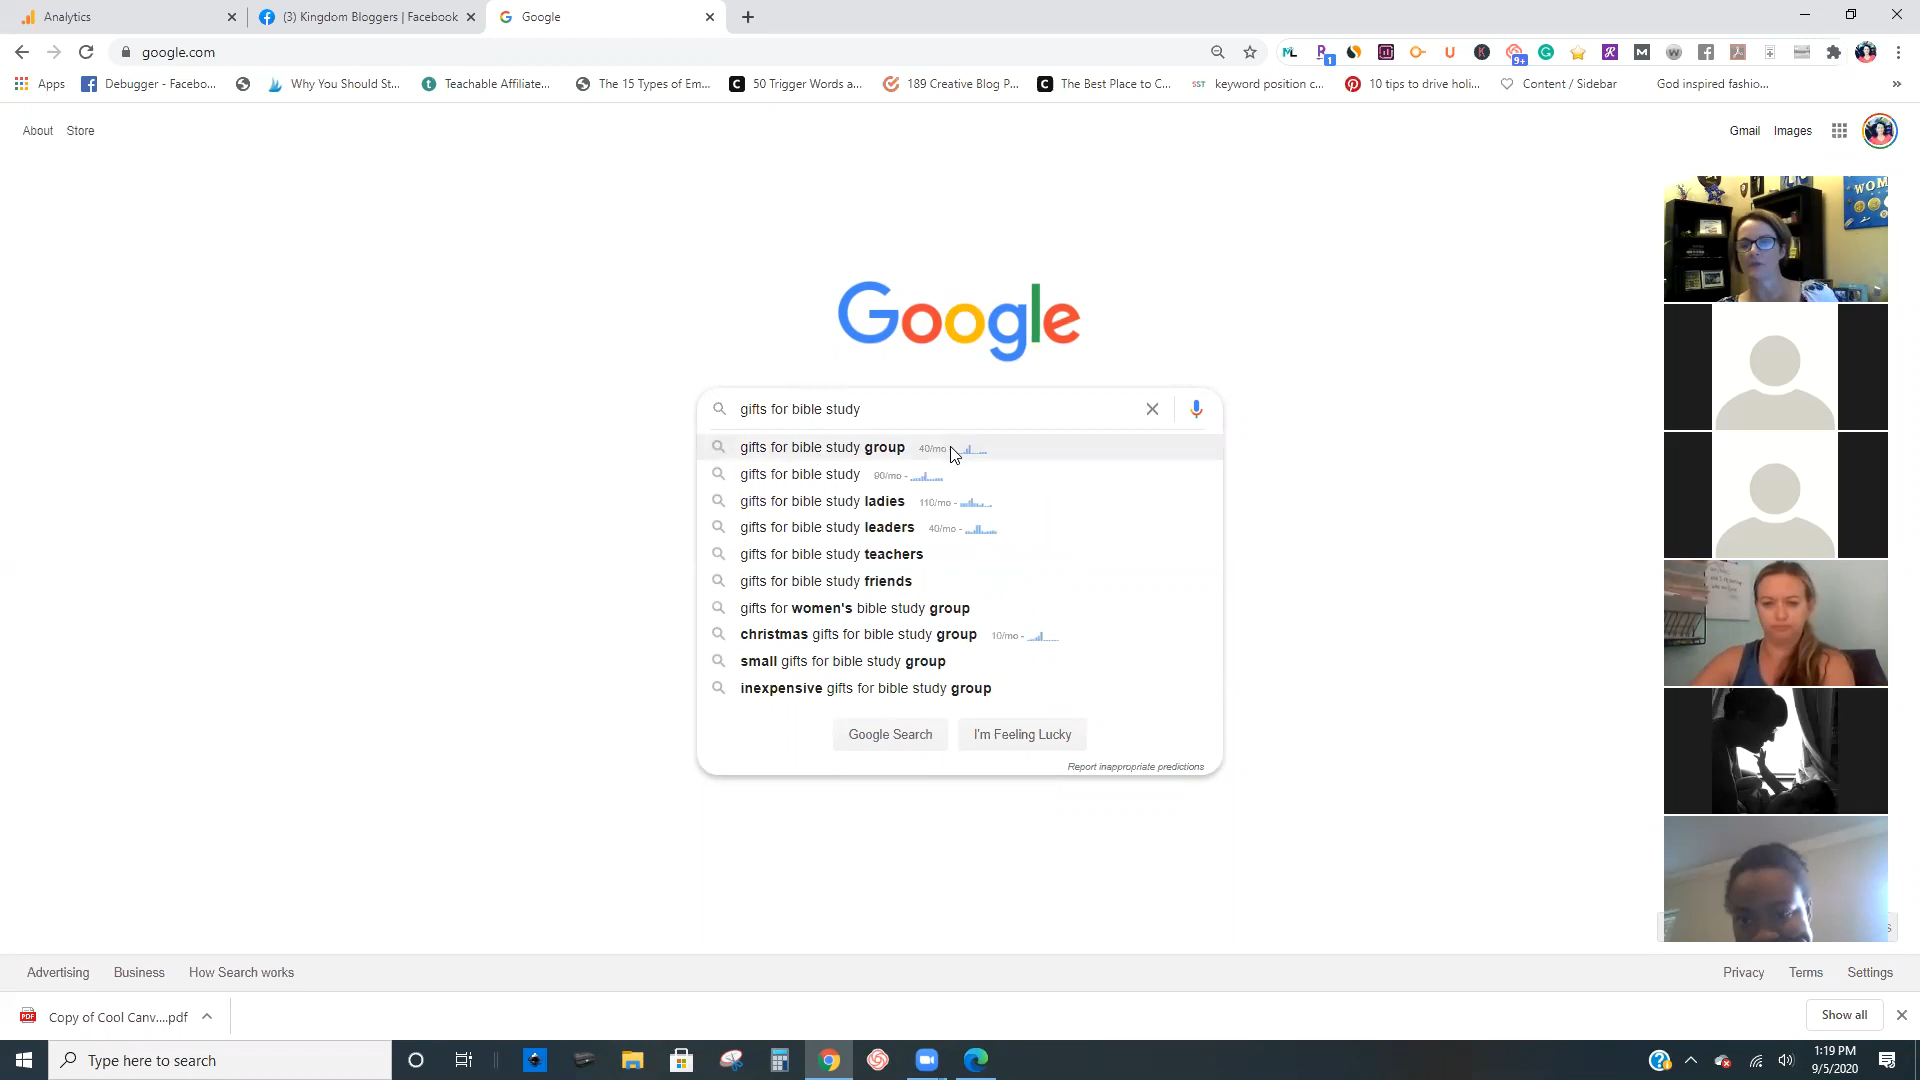 Analytics
(3) Kingdom Bloggers | Facebook
Google
google.com
1
9+
Apps
Debugger - Facebo...
Why You Should St...
Teachable Affiliate...
The 15 Types of Em...
50 Trigger Words a...
189 Creative Blog P...
The Best Place to C...
SST
keyword position c...
10 tips to drive holi...
Content / Sidebar
God inspired fashio...
About
Store
Gmail
Images
WOM
Google
gifts for bible study
gifts for bible study group 40/mo
gifts for bible study 90/mo -
gifts for bible study ladies 110/mo -
gifts for bible study leaders 40/mo -
gifts for bible study teachers
gifts for bible study friends
gifts for women's bible study group
christmas gifts for bible study group 10/mo -
small gifts for bible study group
inexpensive gifts for bible study group
Google Search
I'm Feeling Lucky
Report inappropriate predictions
Advertising
Business
How Search works
Privacy
Terms
Settings
PDF
Copy of Cool Canv....pdf
Show all
Type here to search
1:19 PM
9/5/2020